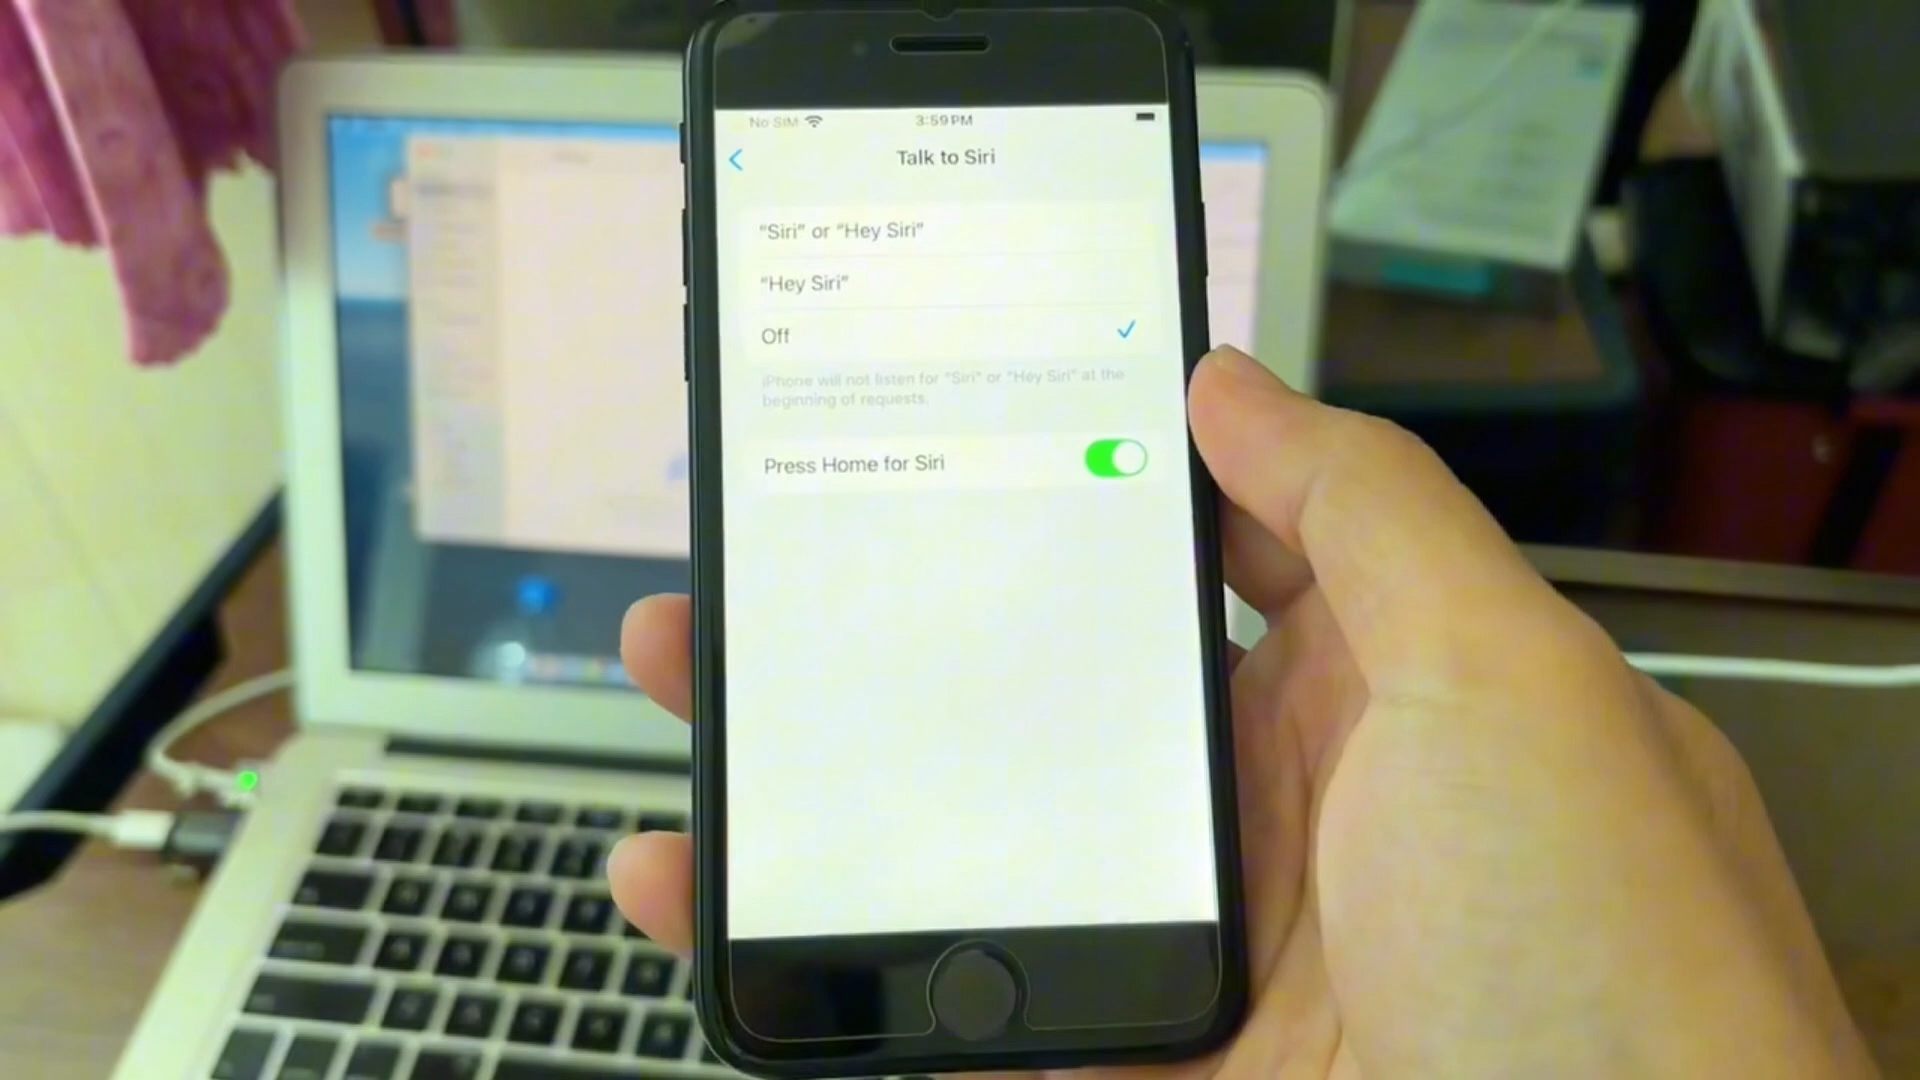 No SIM 3:59 PM
Talk to Siri
“Siri” or “Hey Siri”
“Hey Siri”
Off
iPhone will not listen for “Siri” or “Hey Siri” at the
beginning of requests.
Press Home for Siri